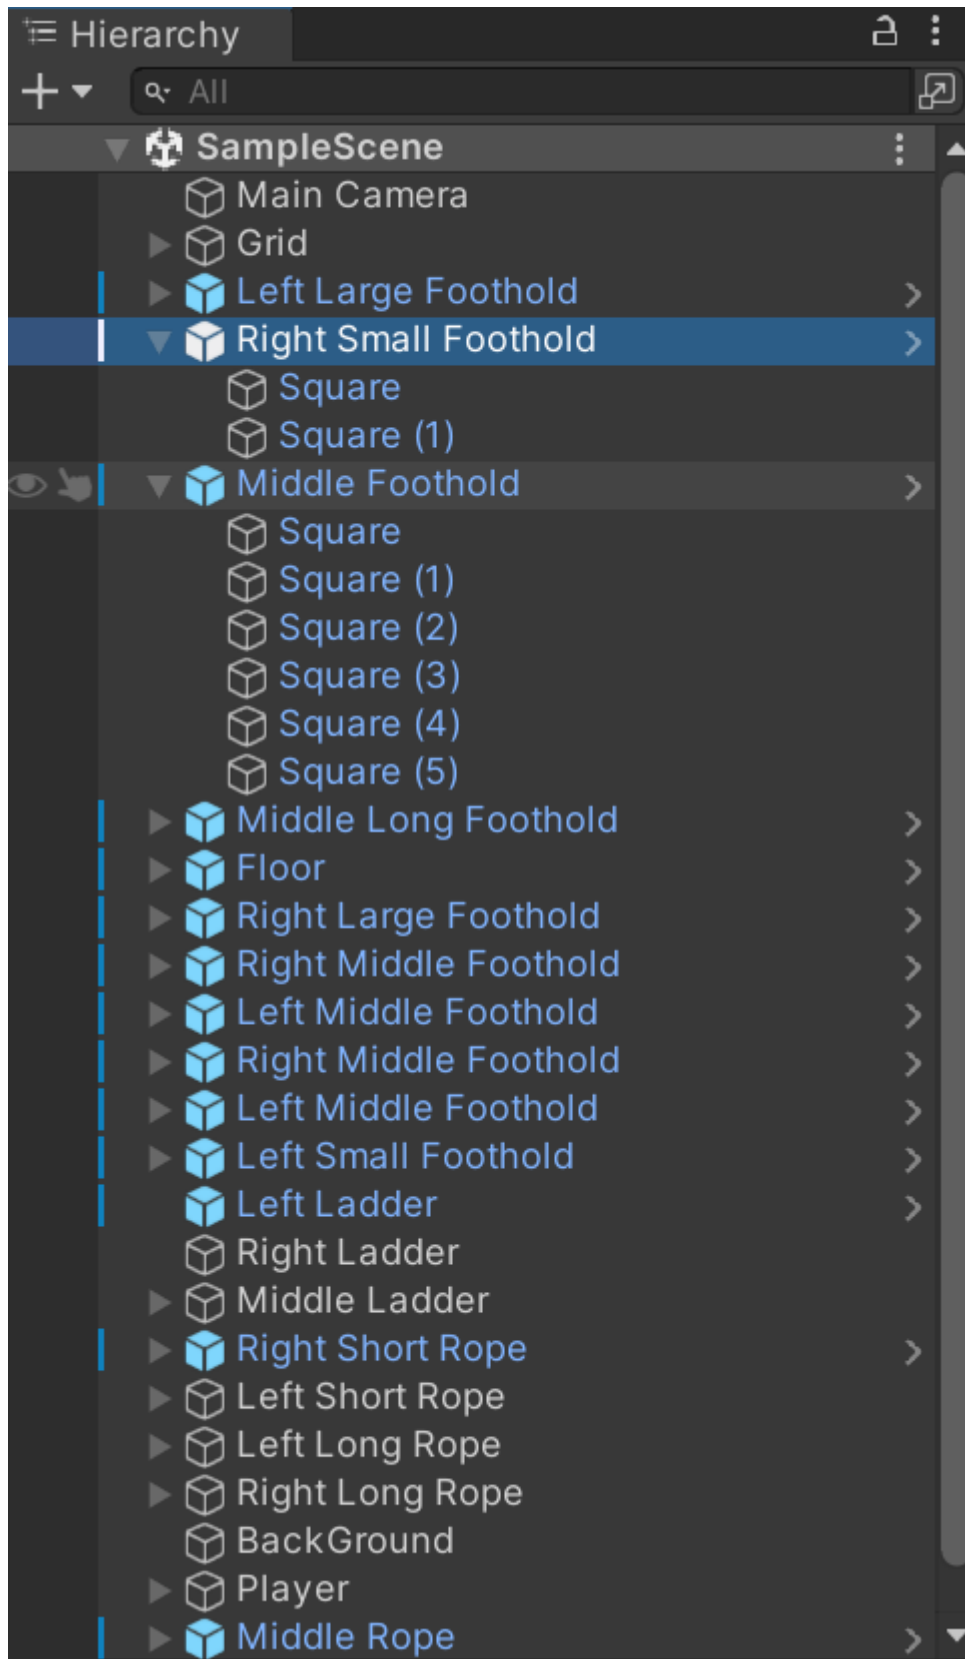 Hierarchy
All
SampleScene
Main Camera
Grid
Left Large Foothold
Right Small Foothold
Square
Square (1)
Middle Foothold
Square
Square (1)
Square (2)
Square (3)
Square (4)
Square (5)
Middle Long Foothold
Floor
Right Large Foothold
Right Middle Foothold
Left Middle Foothold
Right Middle Foothold
Left Middle Foothold
Left Small Foothold
Left Ladder
Right Ladder
Middle Ladder
Right Short Rope
Left Short Rope
Left Long Rope
Right Long Rope
BackGround
Player
Middle Rope